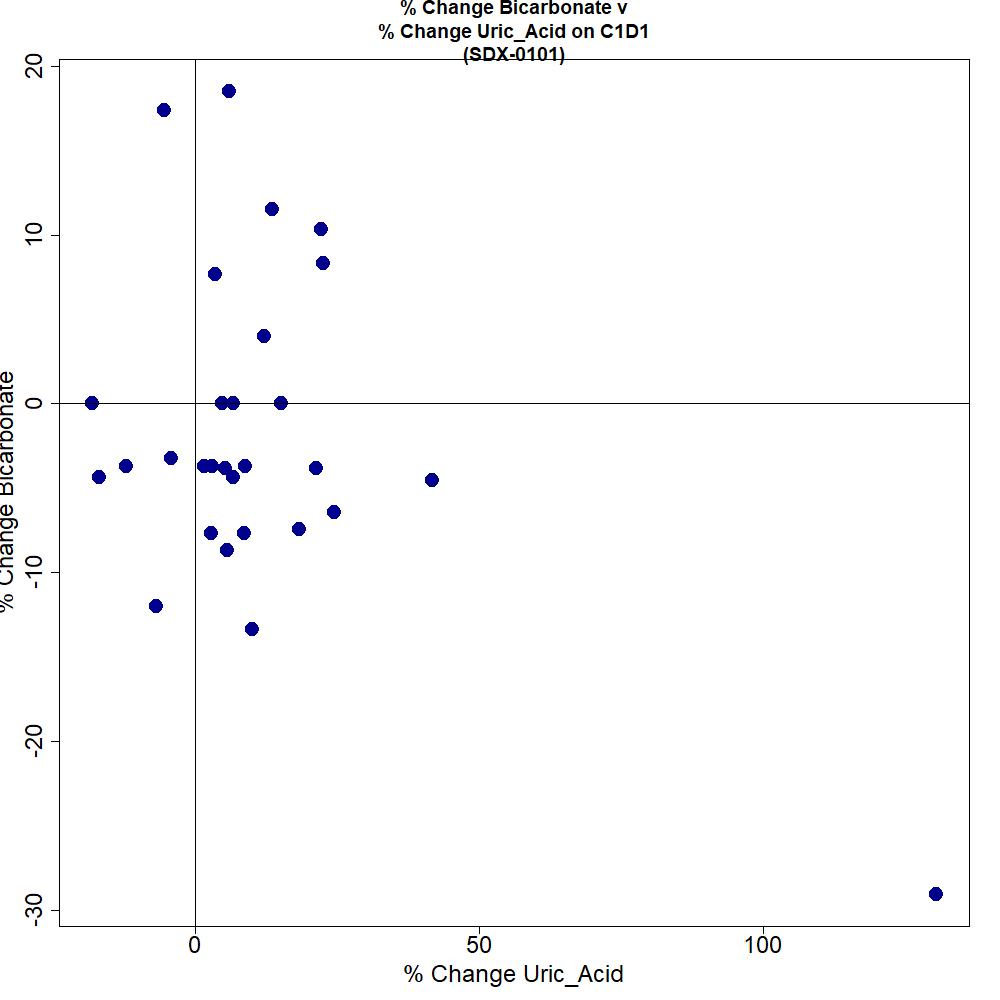 % Change Bicarbonate v
% Change Uric_Acid on C1D1
(SDX-0101)
% Change Bicarbonate
20
10
0
-10
-20
-30
0
50
100
% Change Uric_Acid